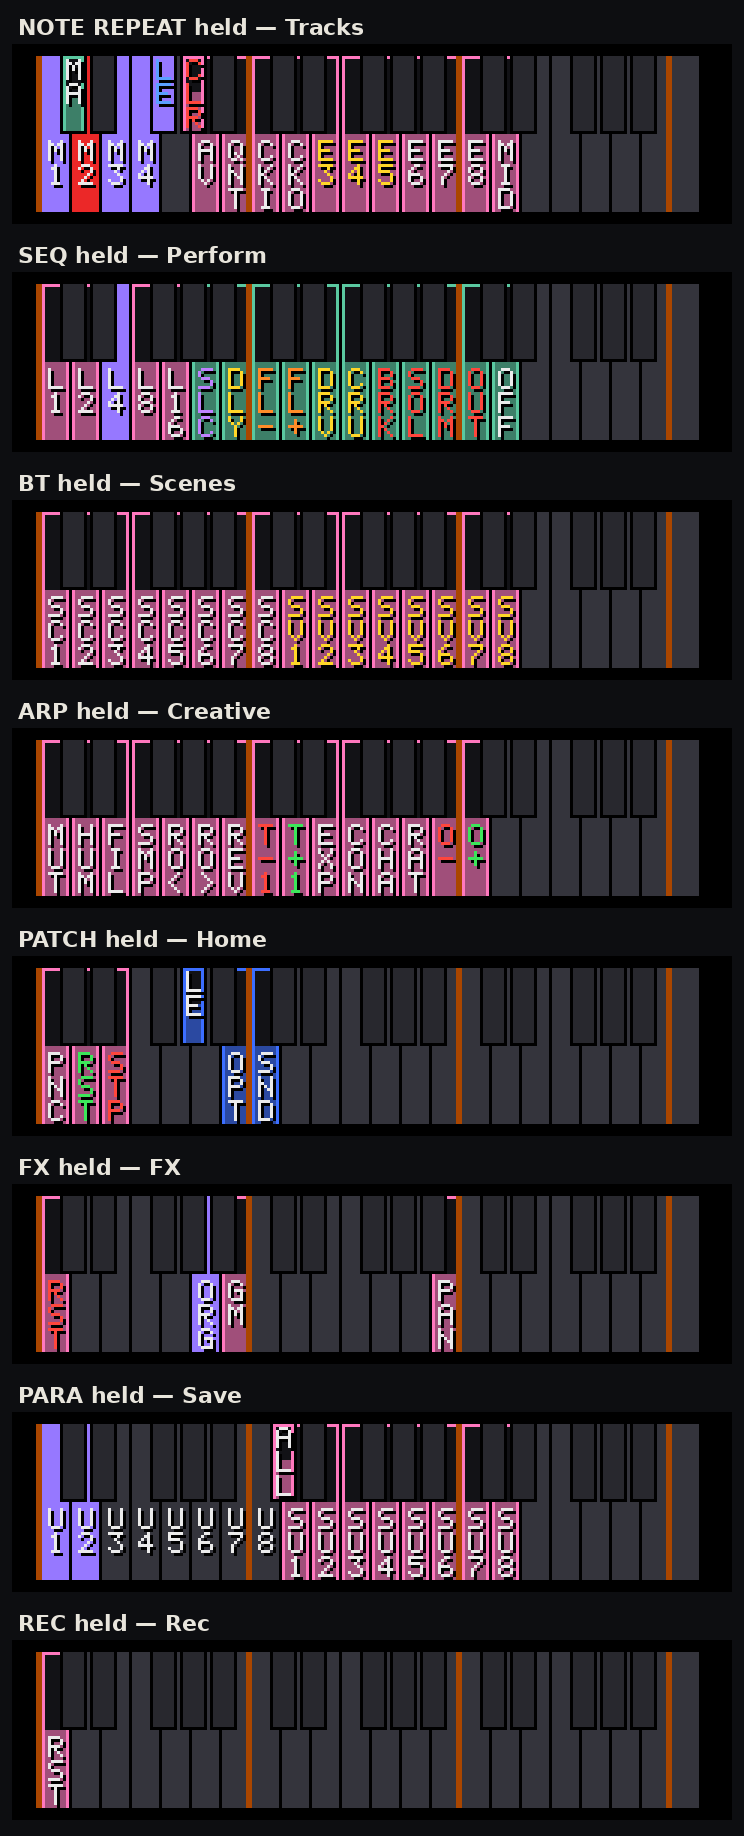 NOTE REPEAT held — Tracks
MA LE CLR
M1 M2 M3 M4 AV QNT CKI CKO E3 E4 E5 E6 E7 E8 MID
SEQ held — Perform
L1 L2 L4 L8 L16 SLC DLY FL- FL+ DRV CRU BRK SOL DRM OUT OFF
BT held — Scenes
SC1 SC2 SC3 SC4 SC5 SC6 SC7 SC8 SV1 SV2 SV3 SV4 SV5 SV6 SV7 SV8
ARP held — Creative
MUT HUM FIL SMP RO< RO> REV T-1 T+1 EXP CON CHA RAT O- O+
PATCH held — Home
LE
PNC RST STP OPT SND
FX held — FX
RST ORG GM PAN
PARA held — Save
ALL
U1 U2 U3 U4 U5 U6 U7 U8 SU1 SU2 SU3 SU4 SU5 SU6 SU7 SU8
REC held — Rec
RST